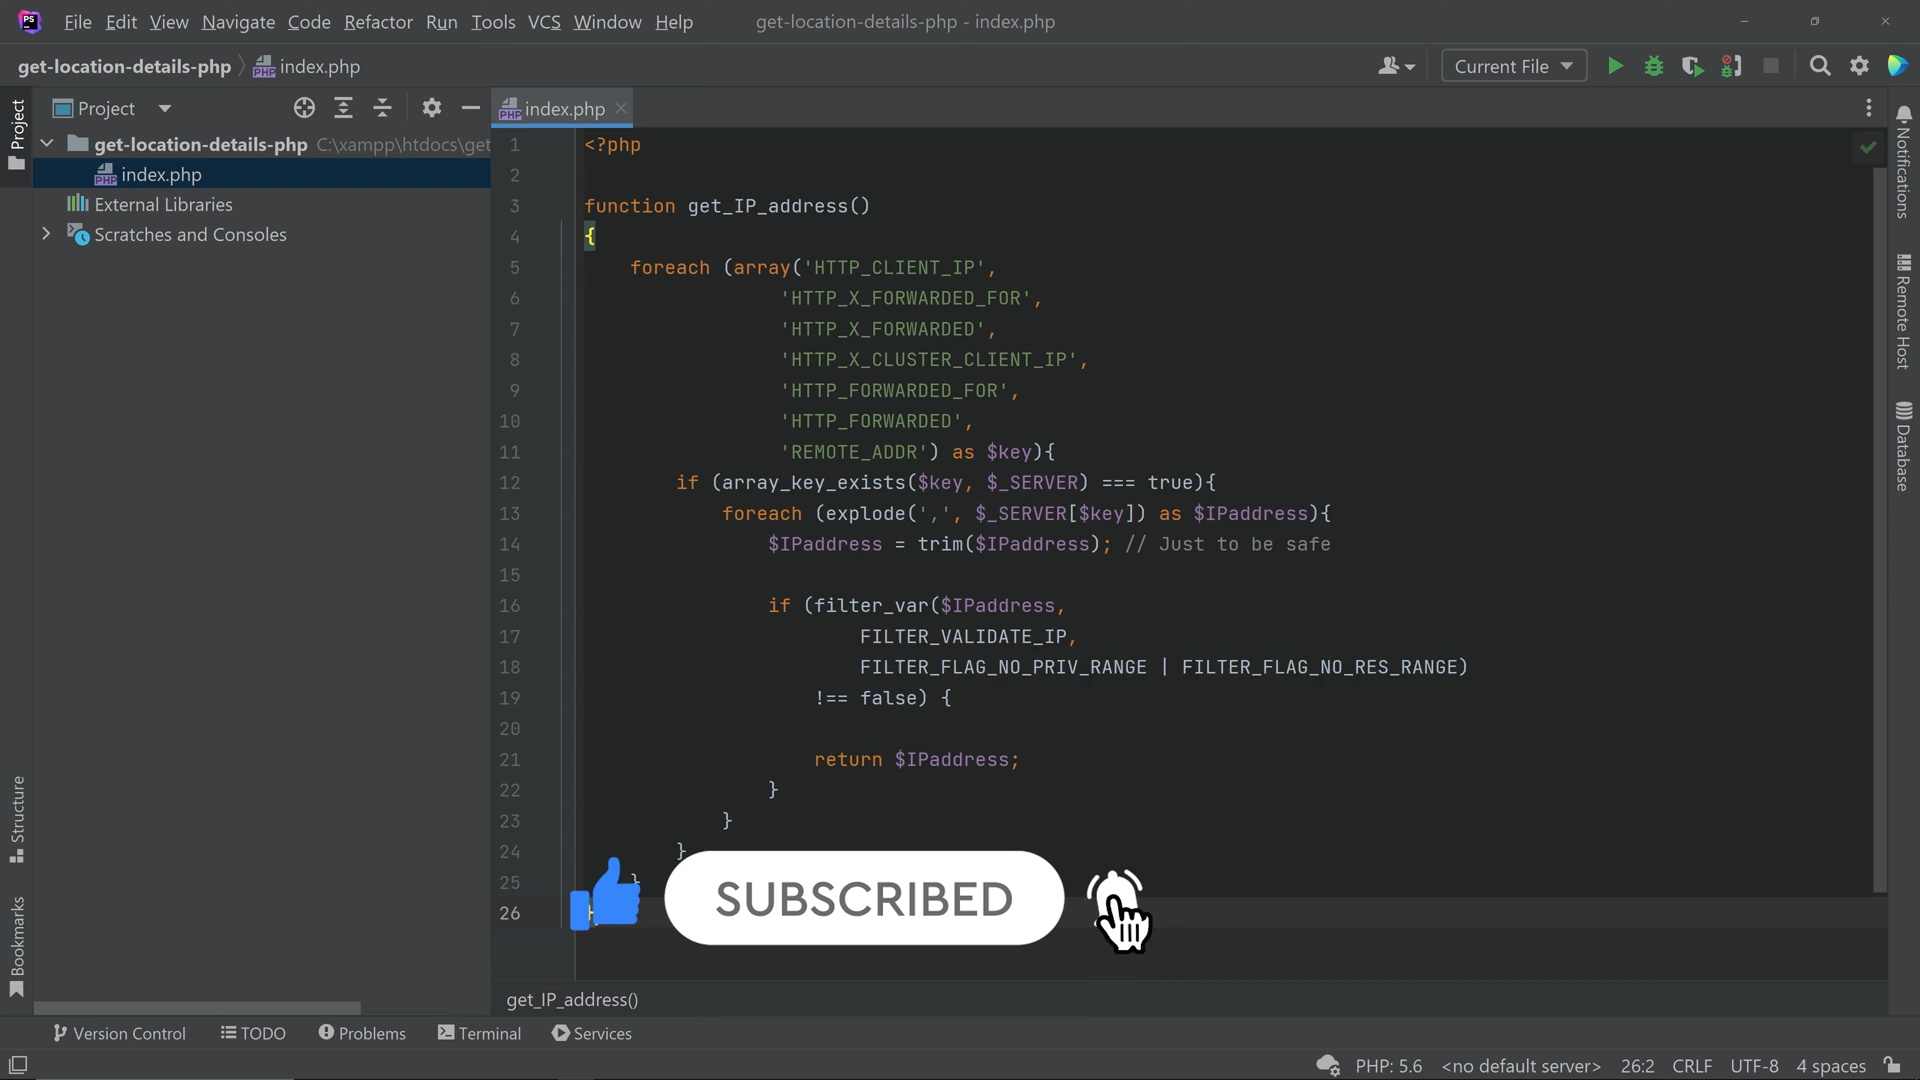 PS File Edit View Navigate Code Refactor Run Tools VCS Window Help get-location-details-php - index.php
get-location-details-php index.php Current File
Project index.php
get-location-details-php C:\xampp\htdocs\get
index.php
External Libraries
Scratches and Consoles
Project
Structure
Bookmarks
1 <?php
2
3 function get_IP_address()
4 {
5 foreach (array('HTTP_CLIENT_IP',
6 'HTTP_X_FORWARDED_FOR',
7 'HTTP_X_FORWARDED',
8 'HTTP_X_CLUSTER_CLIENT_IP',
9 'HTTP_FORWARDED_FOR',
10 'HTTP_FORWARDED',
11 'REMOTE_ADDR') as $key){
12 if (array_key_exists($key, $_SERVER) === true){
13 foreach (explode(',', $_SERVER[$key]) as $IPaddress){
14 $IPaddress = trim($IPaddress); // Just to be safe
15
16 if (filter_var($IPaddress,
17 FILTER_VALIDATE_IP,
18 FILTER_FLAG_NO_PRIV_RANGE | FILTER_FLAG_NO_RES_RANGE)
19 !== false) {
20
21 return $IPaddress;
22 }
23 }
24 }
25 }
26 }
SUBSCRIBED
get_IP_address()
Notifications
Remote Host
Database
Version Control TODO Problems Terminal Services
PHP: 5.6 <no default server> 26:2 CRLF UTF-8 4 spaces